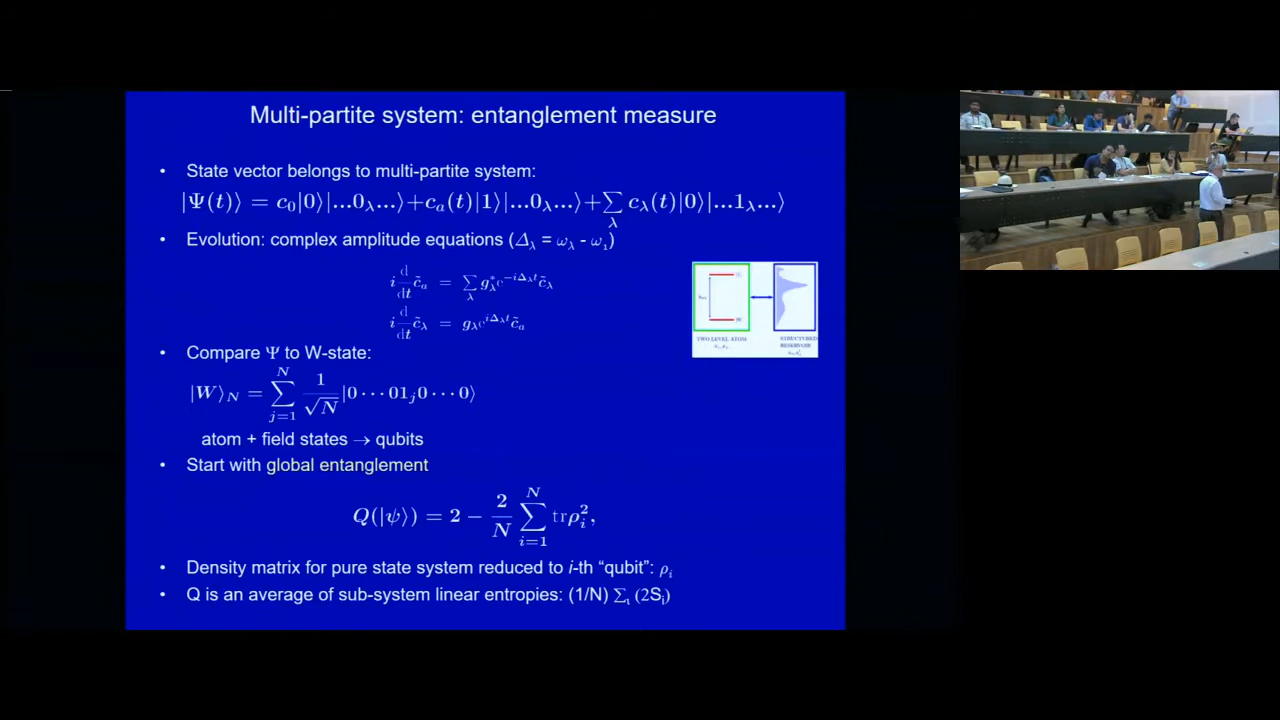 Multi-partite system: entanglement measure
• State vector belongs to multi-partite system:
|Ψ(t)⟩ = c₀|0⟩|...0_λ...⟩+c_a(t)|1⟩|...0_λ...⟩+∑_λ c_λ(t)|0⟩|...1_λ...⟩
• Evolution: complex amplitude equations (Δ_λ = ω_λ - ω₁)
i d/dt c̃_a = ∑_λ g*_λ e^{-iΔ_λt} c̃_λ
i d/dt c̃_λ = g_λ e^{iΔ_λt} c̃_a
TWO LEVEL ATOM
STRUCTURED RESERVOIR
• Compare Ψ to W-state:
|W⟩_N = ∑_{j=1}^{N} 1/√N |0···01_j0···0⟩
atom + field states → qubits
• Start with global entanglement
Q(|ψ⟩) = 2 − 2/N ∑_{i=1}^{N} trρ_i²,
• Density matrix for pure state system reduced to i-th “qubit”: ρ_i
• Q is an average of sub-system linear entropies: (1/N) Σ_ι (2S_i)